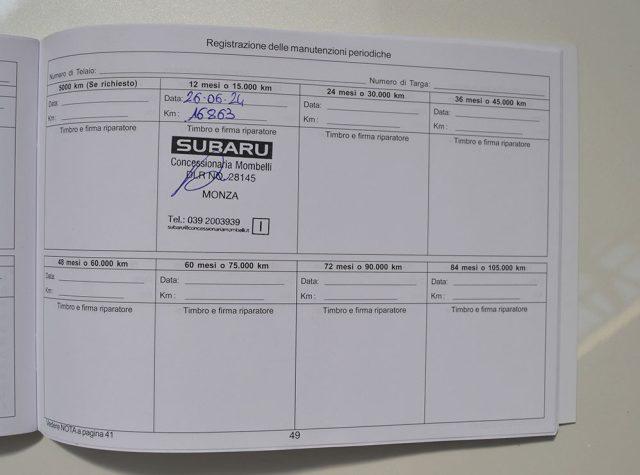 Registrazione delle manutenzioni periodiche
Numero di Telaio:
Numero di Targa:
5000 km (Se richiesto)
Data:
Km:
Timbro e firma riparatore
12 mesi o 15.000 km
Data: 26-06-24
Km: 16863
Timbro e firma riparatore
SUBARU
Concessionaria Mombelli
DLR NO. 28145
MONZA
Tel.: 039 2003939
subaru@concessionariamombelli.it
I
24 mesi o 30.000 km
Data:
Km:
Timbro e firma riparatore
36 mesi o 45.000 km
Data:
Km:
Timbro e firma riparatore
48 mesi o 60.000 km
Data:
Km:
Timbro e firma riparatore
60 mesi o 75.000 km
Data:
Km:
Timbro e firma riparatore
72 mesi o 90.000 km
Data:
Km:
Timbro e firma riparatore
84 mesi o 105.000 km
Data:
Km:
Timbro e firma riparatore
Vedere NOTA a pagina 41
49